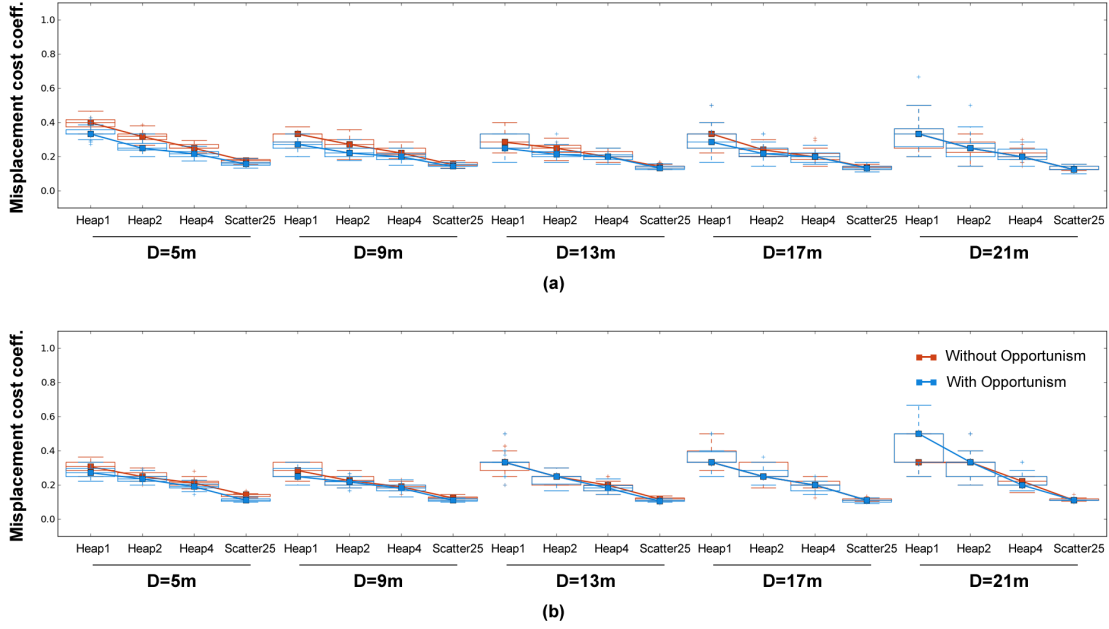 Misplacement cost coeff.
1.0
0.8
0.6
0.4
0.2
0.0
Heap1 Heap2 Heap4 Scatter25 Heap1 Heap2 Heap4 Scatter25 Heap1 Heap2 Heap4 Scatter25 Heap1 Heap2 Heap4 Scatter25 Heap1 Heap2 Heap4 Scatter25
D=5m D=9m D=13m D=17m D=21m
(a)
Misplacement cost coeff.
1.0
0.8
0.6
0.4
0.2
0.0
Without Opportunism
With Opportunism
Heap1 Heap2 Heap4 Scatter25 Heap1 Heap2 Heap4 Scatter25 Heap1 Heap2 Heap4 Scatter25 Heap1 Heap2 Heap4 Scatter25 Heap1 Heap2 Heap4 Scatter25
D=5m D=9m D=13m D=17m D=21m
(b)